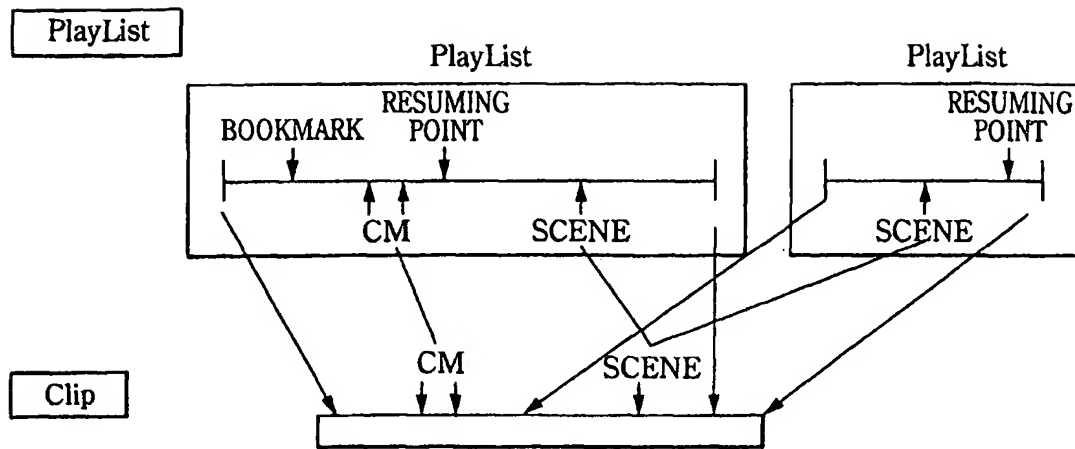 PlayList
PlayList
PlayList
RESUMING
POINT
BOOKMARK
RESUMING
POINT
CM
SCENE
SCENE
CM
SCENE
Clip